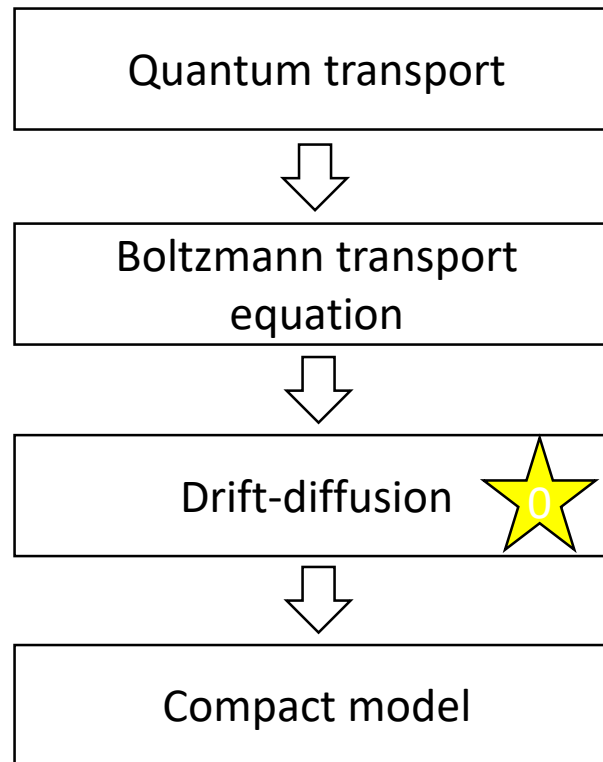 Quantum transport
Boltzmann transport
equation
Drift-diffusion
0
Compact model